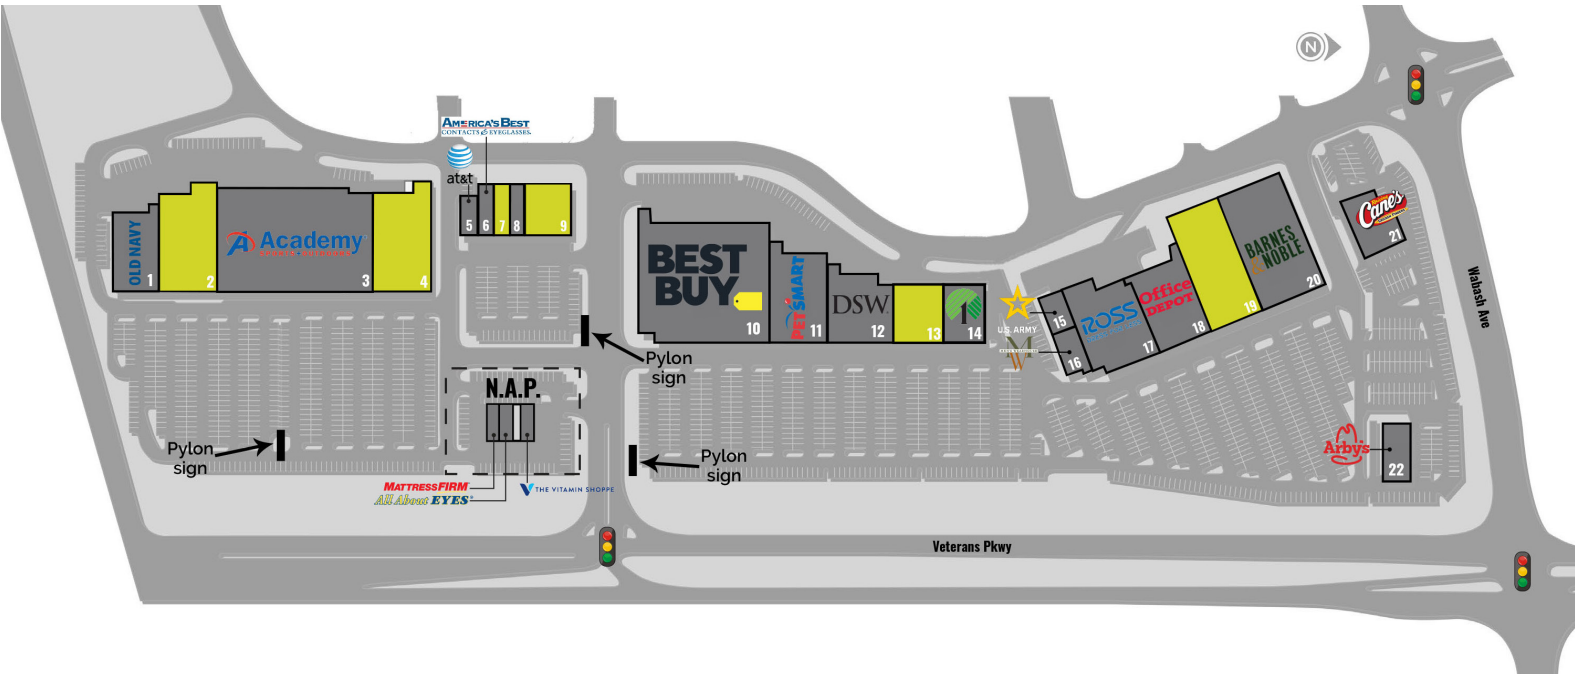 N
AMERICA'S BEST
CONTACTS & EYEGLASSES
at&t
OLD NAVY
1
2
Academy
3
4
5
6
7
8
9
BEST
BUY
10
PETSMART
11
DSW
12
13
1
14
U.S. ARMY
15
16
ROSS
17
Office
DEPOT
18
19
BARNES
& NOBLE
20
Cane's
21
Wabash Ave
Arby's
22
Pylon
sign
N.A.P.
Pylon
sign
Pylon
sign
MATTRESS FIRM
All About EYES
THE VITAMIN SHOPPE
Veterans Pkwy